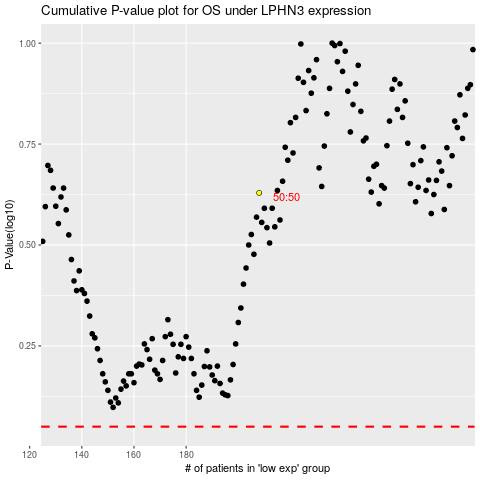 Cumulative P-value plot for OS under LPHN3 expression
P-Value(log10)
1.00
0.75
0.50
0.25
50:50
120 140 160 180
# of patients in 'low exp' group